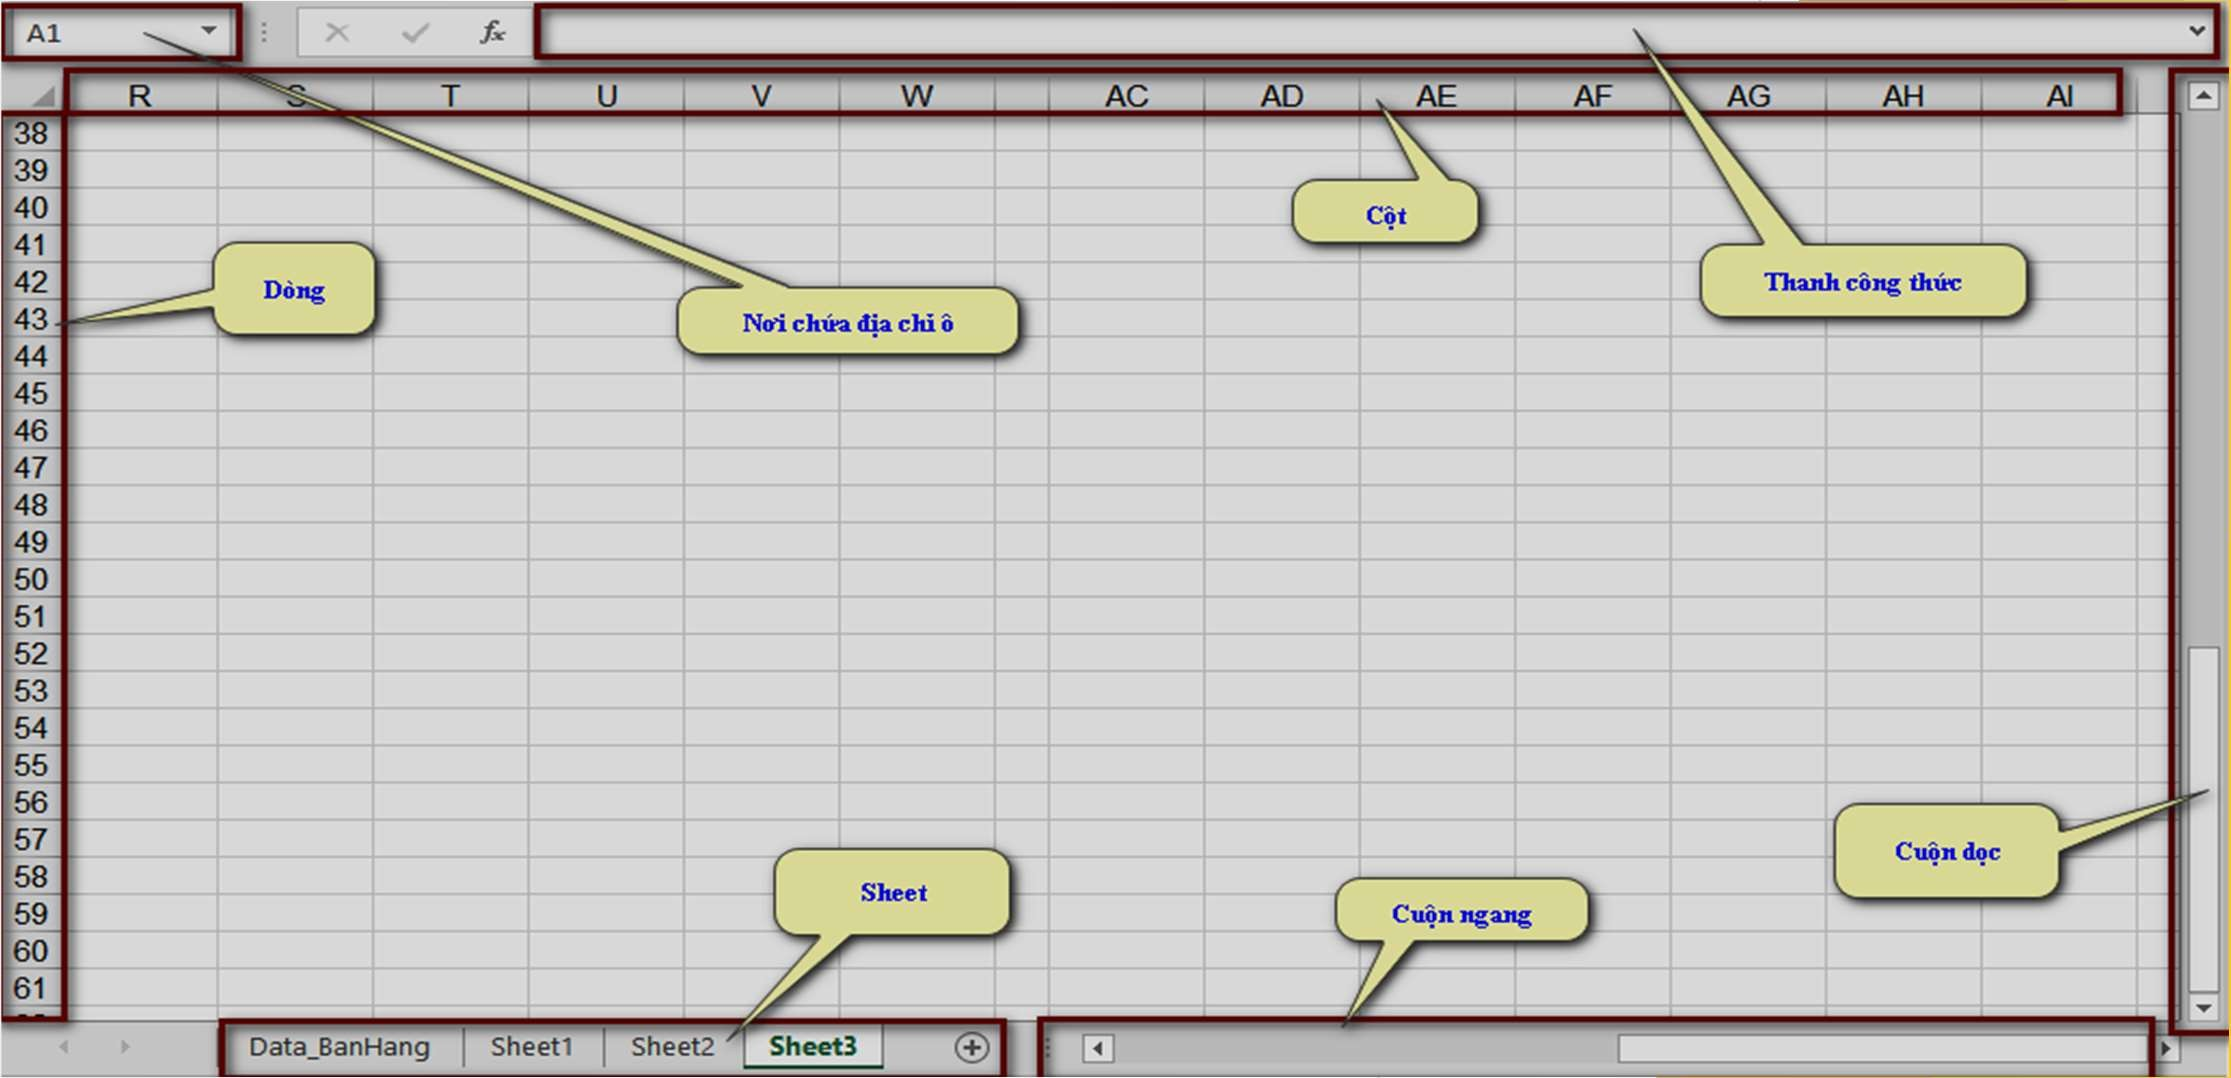 A1 fx
R S T U V W AC AD AE AF AG AH AI
38
39
40
Cột
41
42
Dòng
Thanh công thức
43
Nơi chứa địa chỉ ô
44
45
46
47
48
49
50
51
52
53
54
55
56
57
Cuộn dọc
58
Sheet
59
Cuộn ngang
60
61
Data_BanHang Sheet1 Sheet2 Sheet3